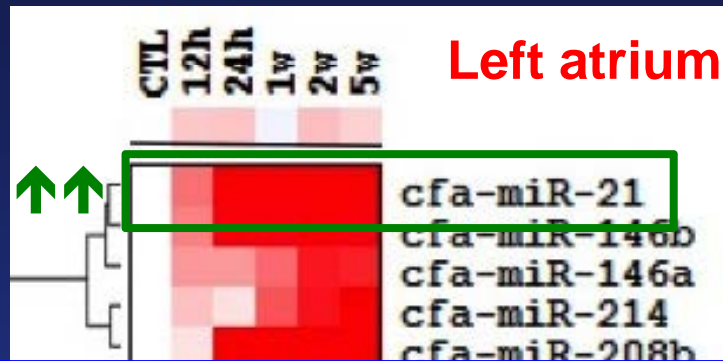 CTL 12h 24h 1w 2w 5w
Left atrium
cfa-miR-21
cfa-miR-146b
cfa-miR-146a
cfa-miR-214
cfa-miR-208b